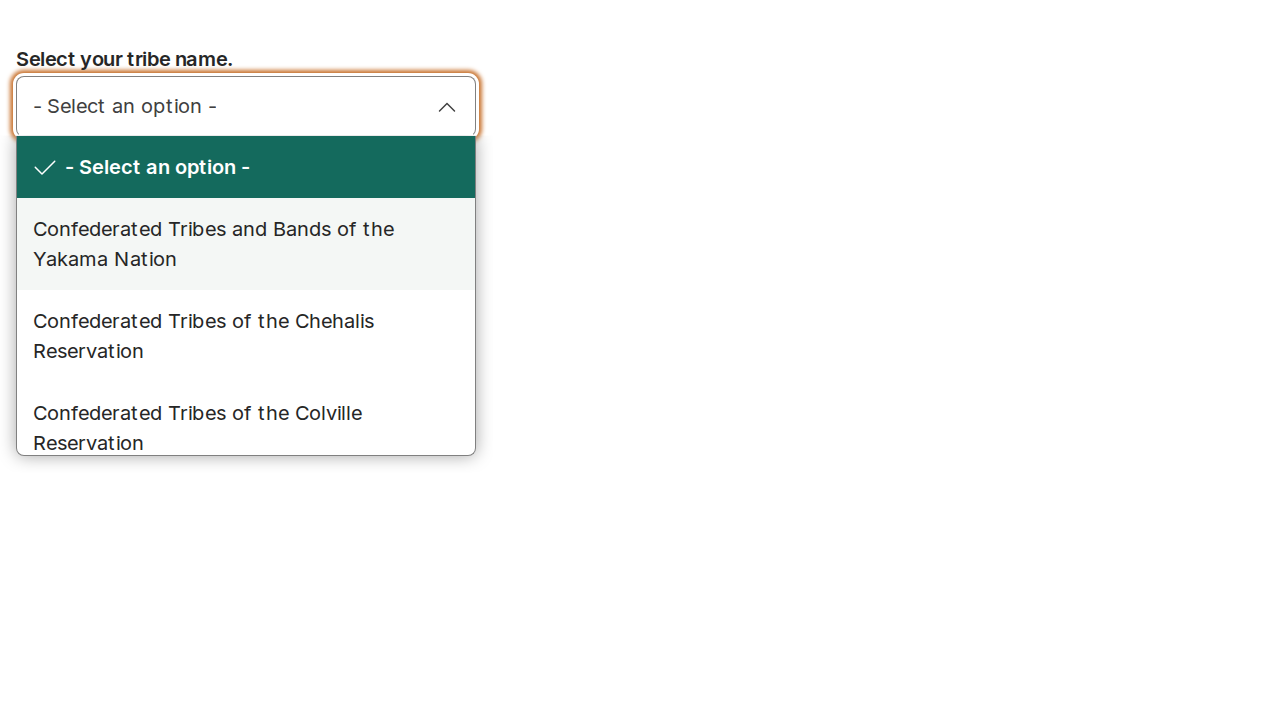 Select your tribe name.
- Select an option -
- Select an option -
Confederated Tribes and Bands of the
Yakama Nation
Confederated Tribes of the Chehalis
Reservation
Confederated Tribes of the Colville
Reservation